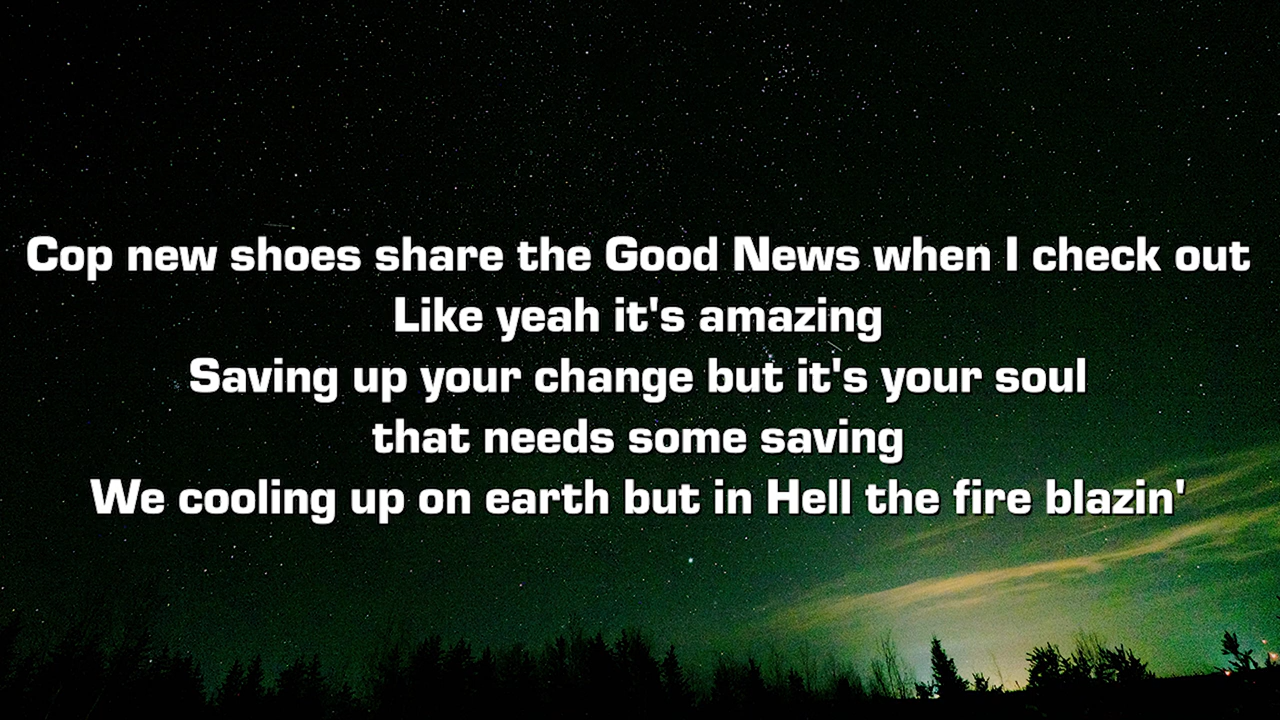 Cop new shoes share the Good News when I check out
Like yeah it's amazing
Saving up your change but it's your soul
that needs some saving
We cooling up on earth but in Hell the fire blazin'